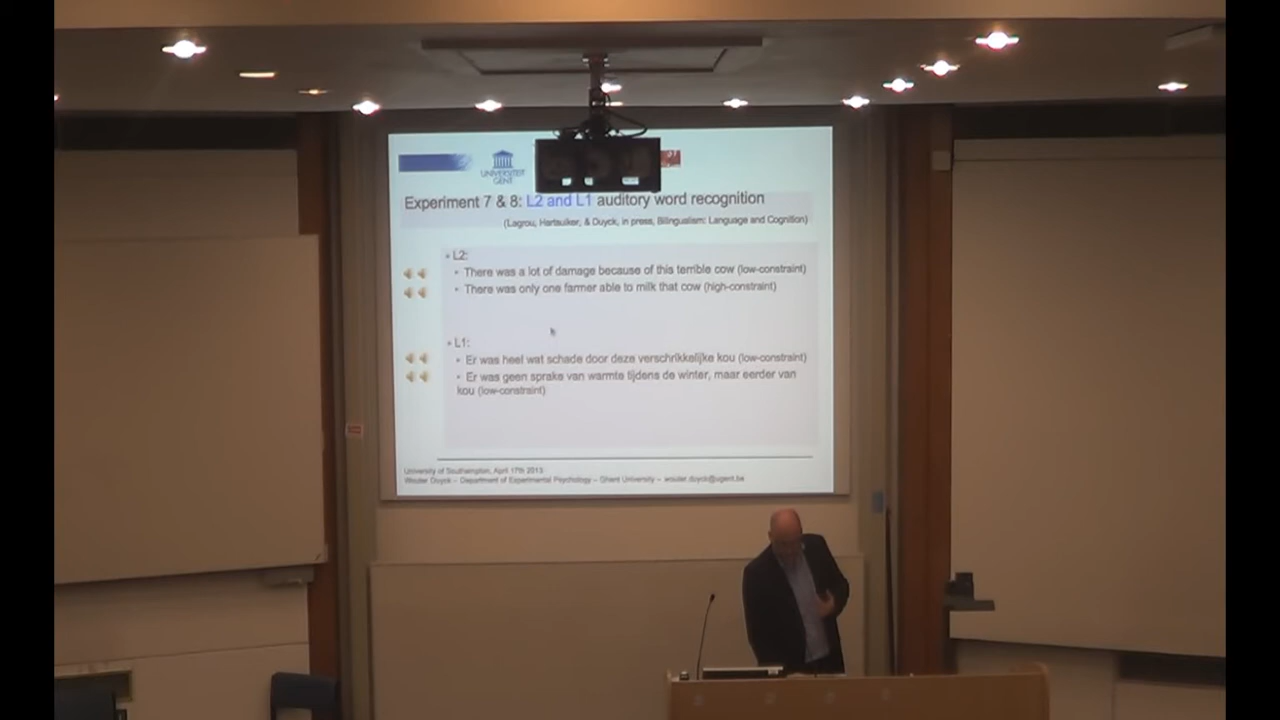 UNIVERSITEIT
GENT
Experiment 7 & 8: L2 and L1 auditory word recognition
(Lagrou, Hartsuiker, & Duyck, in press, Bilingualism: Language and Cognition)
• L2:
• There was a lot of damage because of this terrible cow (low-constraint)
• There was only one farmer able to milk that cow (high-constraint)
• L1:
• Er was heel wat schade door deze verschrikkelijke kou (low-constraint)
• Er was geen sprake van warmte tijdens de winter, maar eerder van
kou (low-constraint)
University of Southampton, April 17th 2013
Wouter Duyck – Department of Experimental Psychology – Ghent University – wouter.duyck@ugent.be